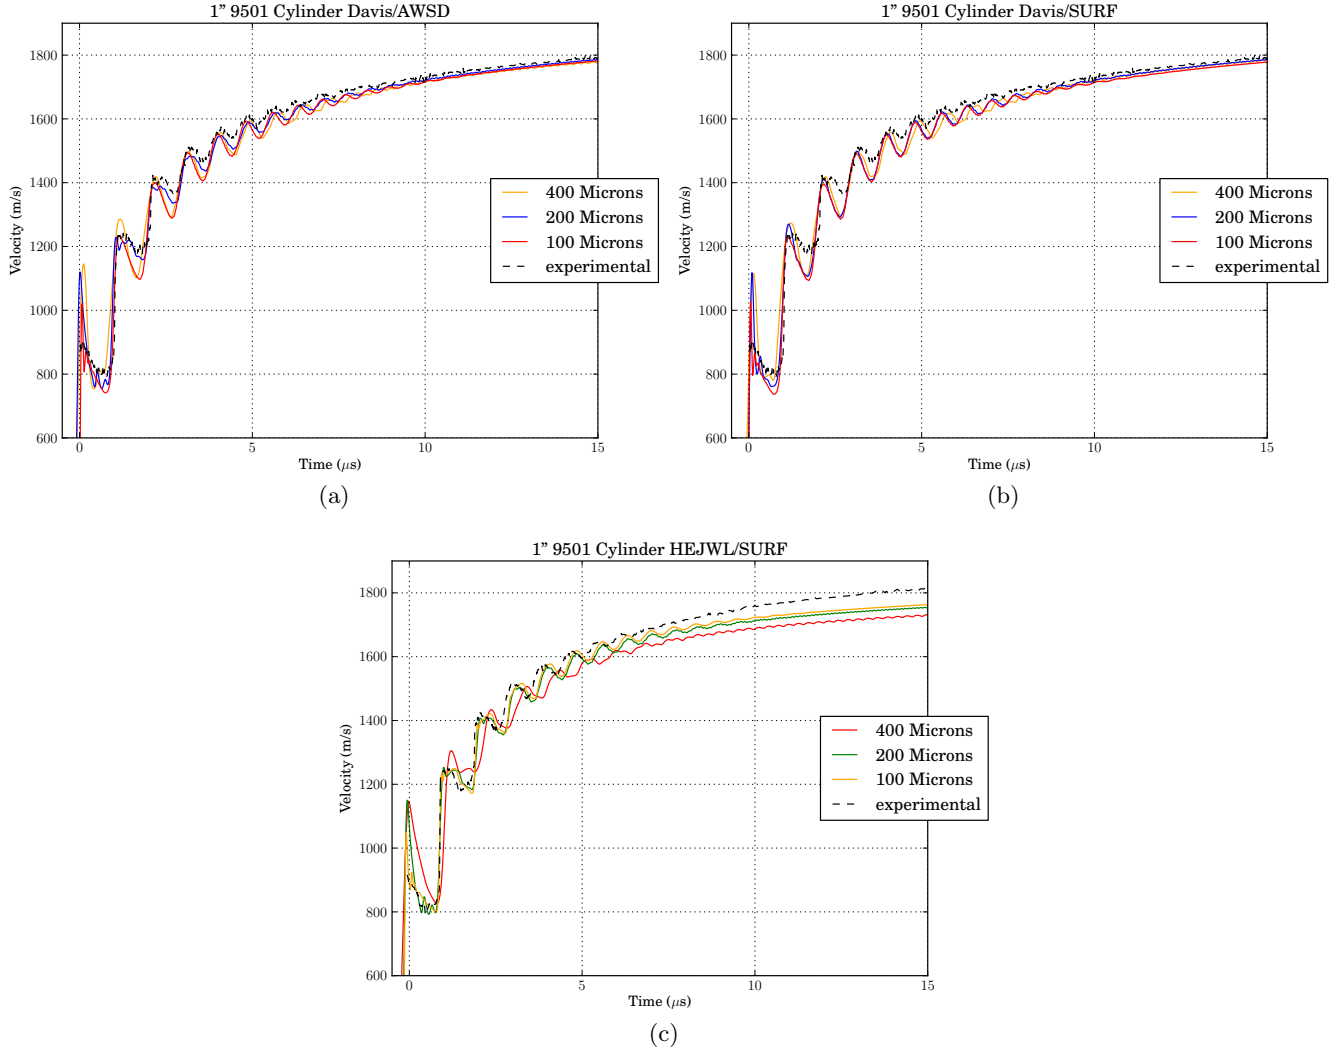 1” 9501 Cylinder Davis/AWSD
1800
1600
1400
1200
1000
800
600
Velocity (m/s)
400 Microns
200 Microns
100 Microns
experimental
0
5
10
15
Time (μs)
(a)
1” 9501 Cylinder Davis/SURF
1800
1600
1400
1200
1000
800
600
Velocity (m/s)
400 Microns
200 Microns
100 Microns
experimental
0
5
10
15
Time (μs)
(b)
1” 9501 Cylinder HEJWL/SURF
1800
1600
1400
1200
1000
800
600
Velocity (m/s)
400 Microns
200 Microns
100 Microns
experimental
0
5
10
15
Time (μs)
(c)